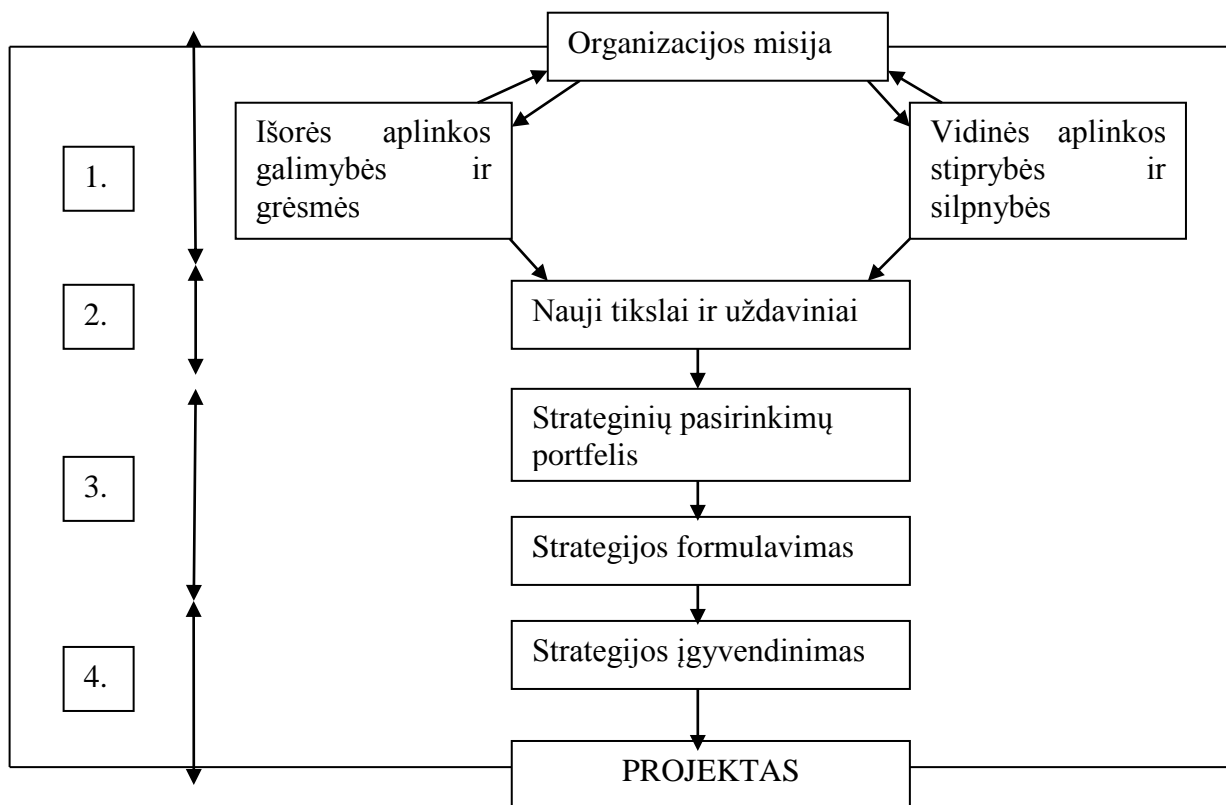 Organizacijos misija
Išorės aplinkos
galimybės ir
grėsmės
Vidinės aplinkos
stiprybės ir
silpnybės
1.
2.
Nauji tikslai ir uždaviniai
Strateginių pasirinkimų
portfelis
3.
Strategijos formulavimas
Strategijos įgyvendinimas
4.
PROJEKTAS